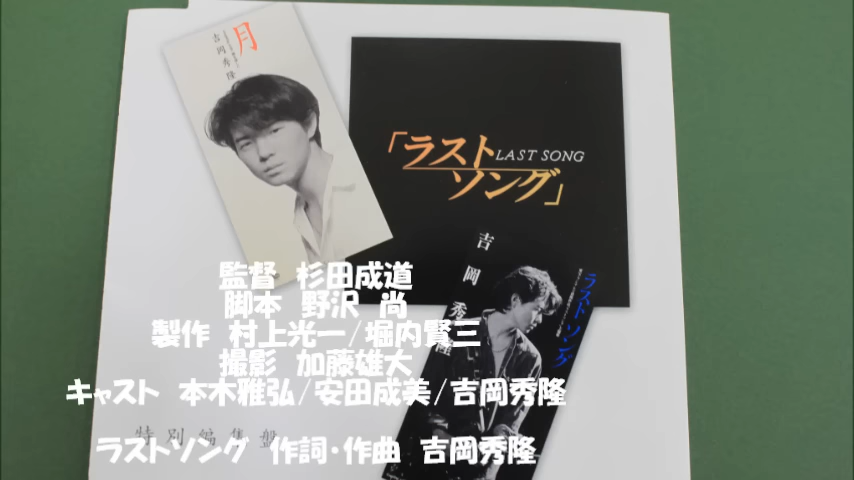 月
吉岡秀隆
「ラスト
LAST SONG
ソング」
吉岡秀隆
ラストソング
監督 杉田成道
脚本 野沢 尚
製作 村上光一/堀内賢三
撮影 加藤雄大
キャスト 本木雅弘/安田成美/吉岡秀隆
特別編集盤
ラストソング 作詞・作曲 吉岡秀隆